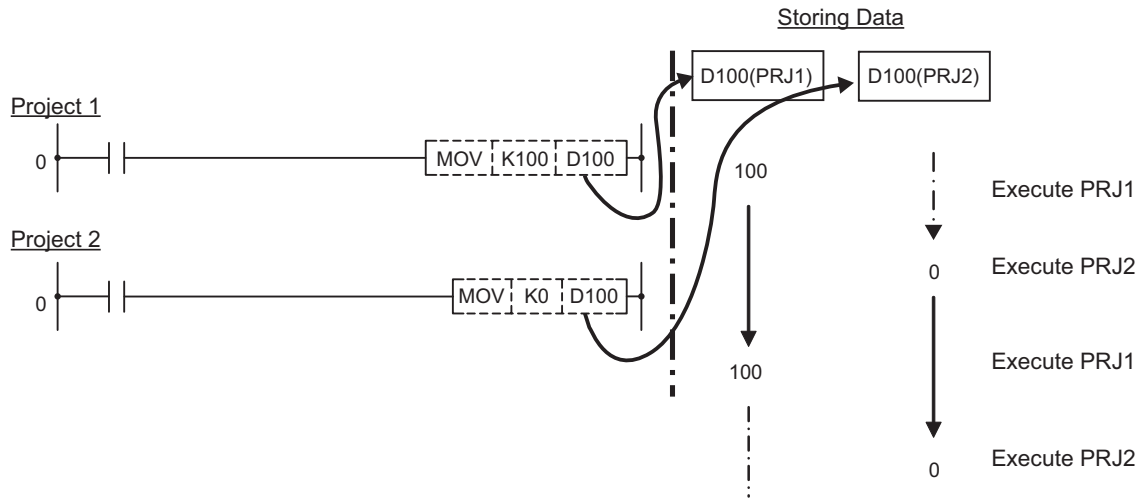 Storing Data
D100(PRJ1) D100(PRJ2)
Project 1
0 MOV K100 D100
100
Execute PRJ1
Project 2
0 Execute PRJ2
0 MOV K0 D100
100 Execute PRJ1
0 Execute PRJ2